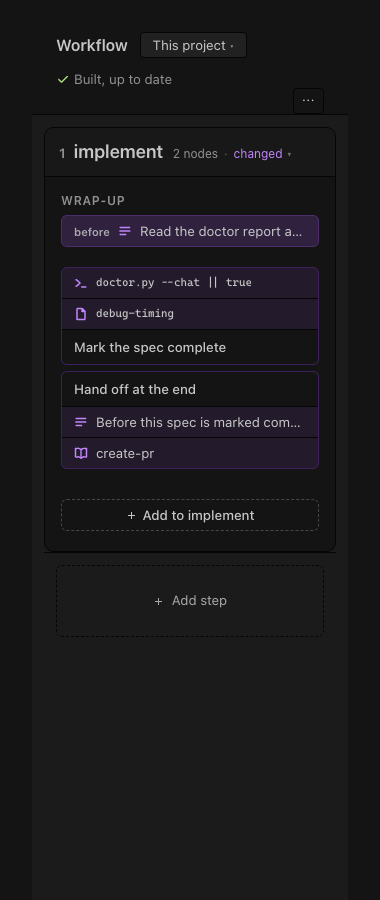 Workflow
This project
Built, up to date
...
1 implement 2 nodes · changed
WRAP-UP
before Read the doctor report a...
doctor.py --chat || true
debug-timing
Mark the spec complete
Hand off at the end
Before this spec is marked com...
create-pr
+ Add to implement
+ Add step